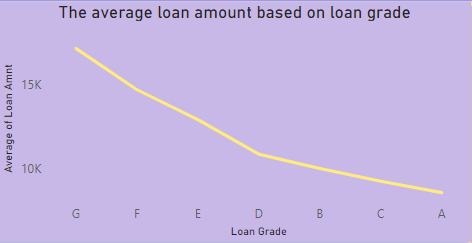 The average loan amount based on loan grade
Average of Loan Amnt
15K
10K
G F E D B C A
Loan Grade